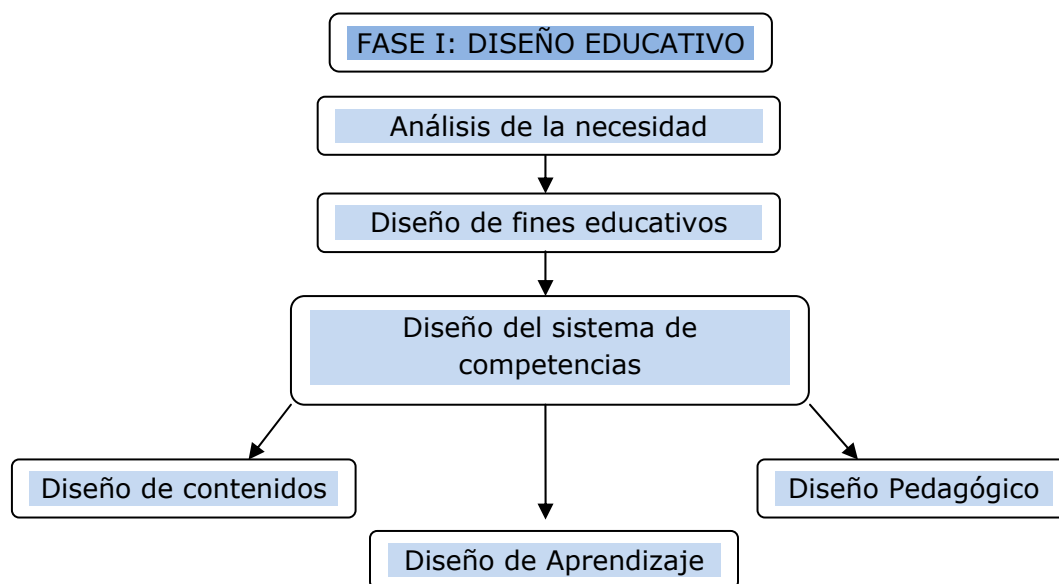 FASE I: DISEÑO EDUCATIVO
Análisis de la necesidad
Diseño de fines educativos
Diseño del sistema de
competencias
Diseño de contenidos
Diseño Pedagógico
Diseño de Aprendizaje